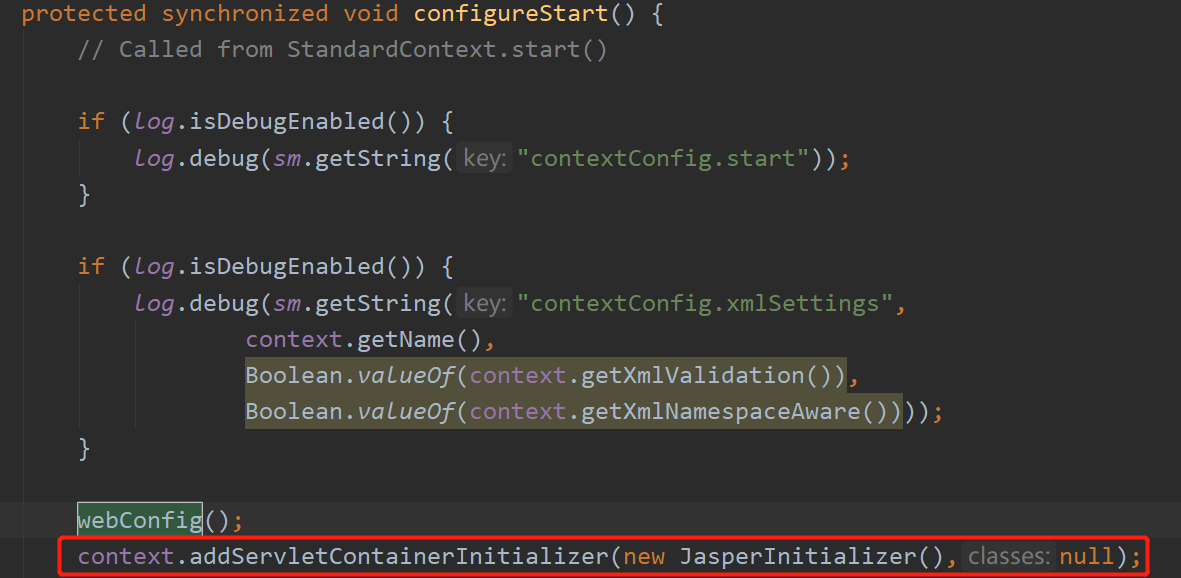 protected synchronized void configureStart() {
// Called from StandardContext.start()
if (log.isDebugEnabled()) {
log.debug(sm.getString( key: "contextConfig.start"));
}
if (log.isDebugEnabled()) {
log.debug(sm.getString( key: "contextConfig.xmlSettings",
context.getName(),
Boolean.valueOf(context.getXmlValidation()),
Boolean.valueOf(context.getXmlNamespaceAware())));
}
webConfig();
context.addServletContainerInitializer(new JasperInitializer(), classes: null);